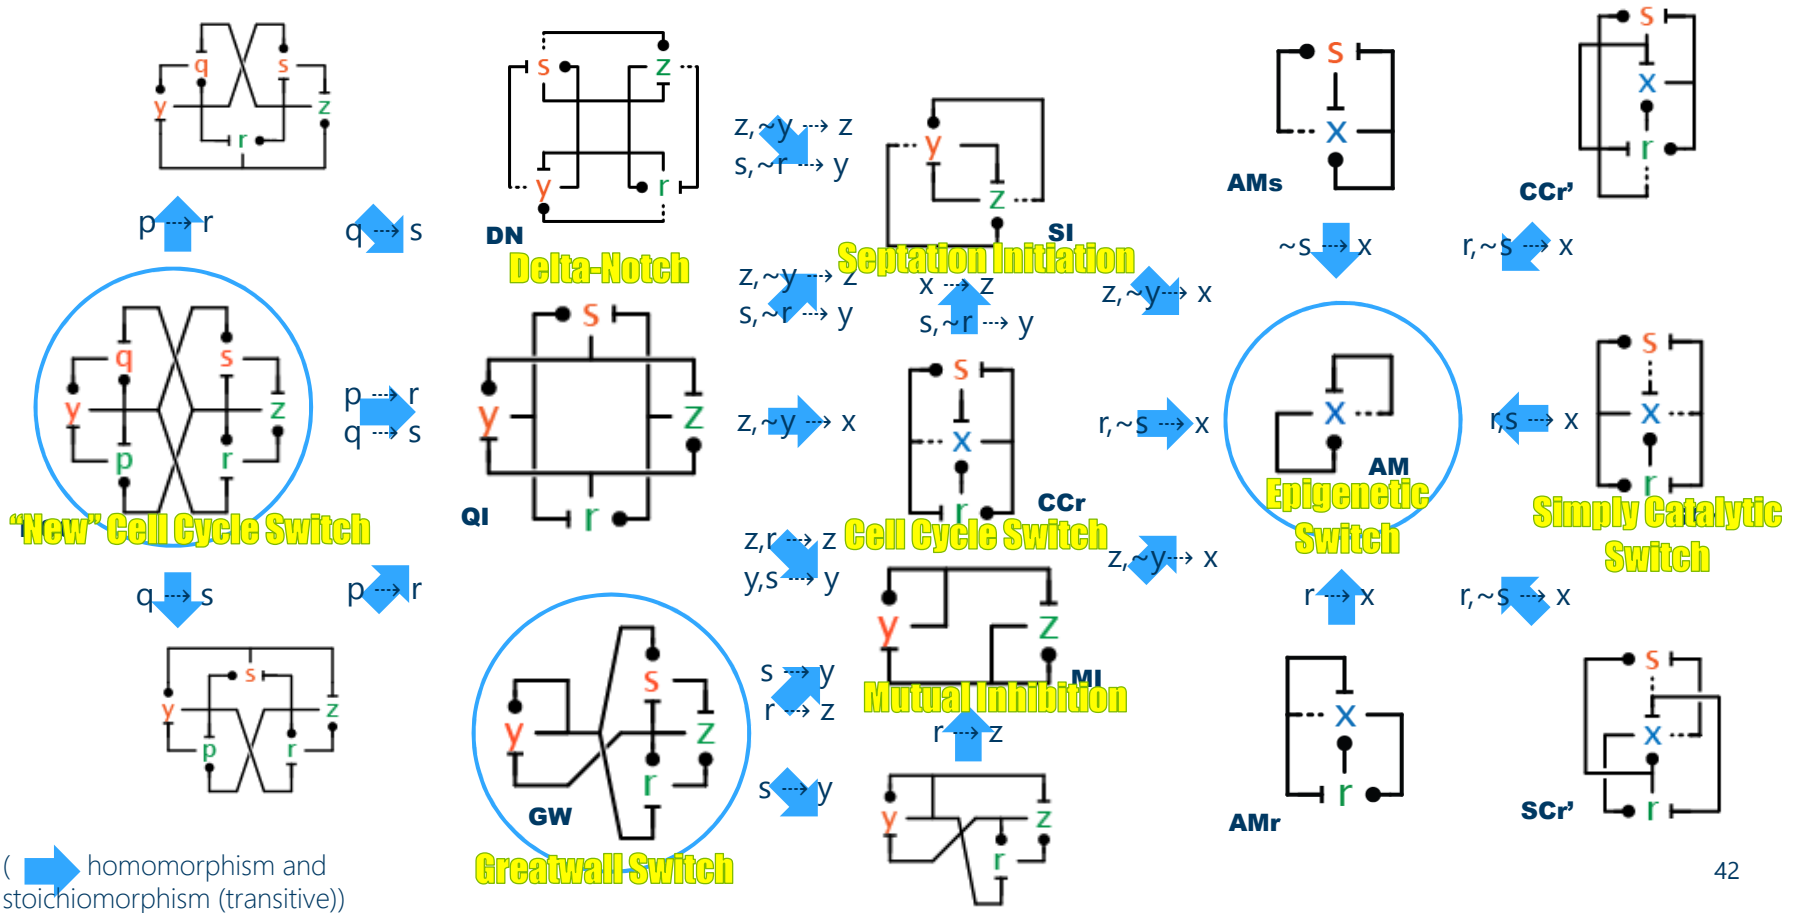 q s
y z
r
p ⤏ r
q ⤏ s
q s
y z
p r
"New" Cell Cycle Switch
p ⤏ r
q ⤏ s
q ⤏ s
p ⤏ r
s
y z
p r
( homomorphism and
stoichiomorphism (transitive))
s z
y r
DN
Delta-Notch
z,~y ⤏ z
s,~r ⤏ y
s
y z
r
QI
z,~y ⤏ z
s,~r ⤏ y
z,~y ⤏ x
z,r ⤏ z
y,s ⤏ y
s
y z
r
GW
Greatwall Switch
s ⤏ y
r ⤏ z
s ⤏ y
y
z
SI
Septation Initiation
x ⤏ z
s,~r ⤏ y
z,~y ⤏ x
s
x
r
CCr
Cell Cycle Switch
r,~s ⤏ x
z,~y ⤏ x
y z
MI
Mutual Inhibition
r ⤏ z
y z
r
s
x
AMs
~s ⤏ x
x
AM
Epigenetic
Switch
r ⤏ x
x
r
AMr
s
x
r
CCr'
r,~s ⤏ x
s
x
r
r,s ⤏ x
Simply Catalytic
Switch
r,~s ⤏ x
s
x
r
SCr'
42